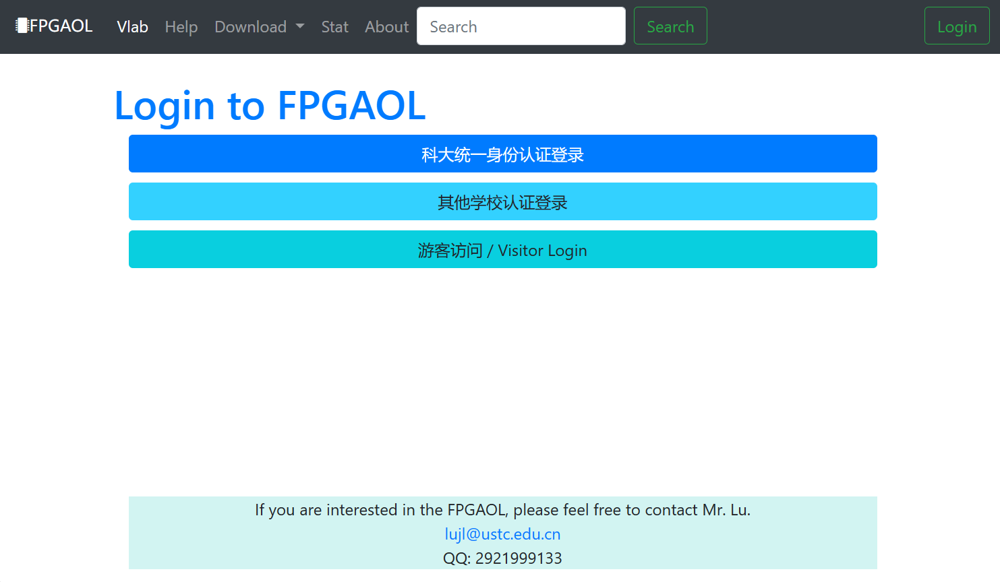 FPGAOL Vlab Help Download Stat About Search Search Login
Login to FPGAOL
科大统一身份认证登录
其他学校认证登录
游客访问 / Visitor Login
If you are interested in the FPGAOL, please feel free to contact Mr. Lu.
lujl@ustc.edu.cn
QQ: 2921999133